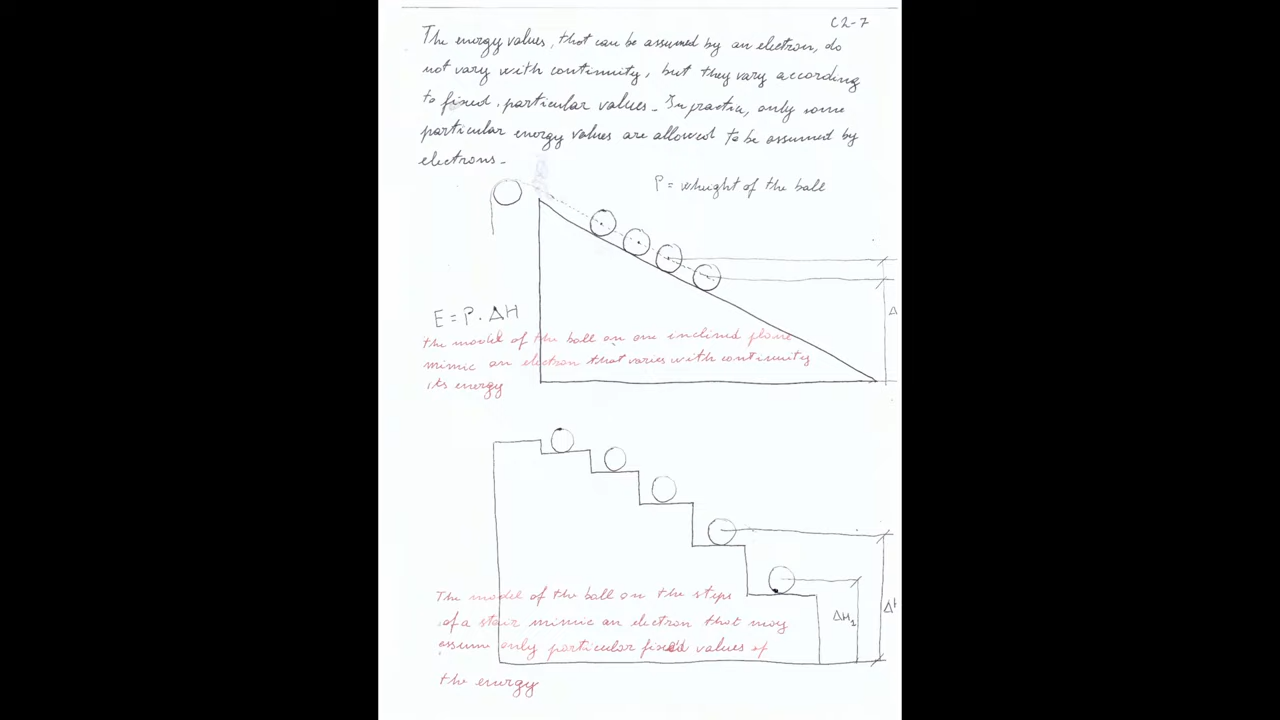 C2-7
The energy values, that can be assumed by an electron, do
not vary with continuity, but they vary according
to fixed, particular values. In practice, only some
particular energy values are allowed to be assumed by
electrons.
P = wheight of the ball
Δ
E = P · ΔH
the model of the ball on one inclined plane
mimic an electron that varies with continuity
its energy
The model of the ball on the steps
of a stair mimic an electron that may
assume only particular fixed values of
the energy
ΔH₁
ΔH